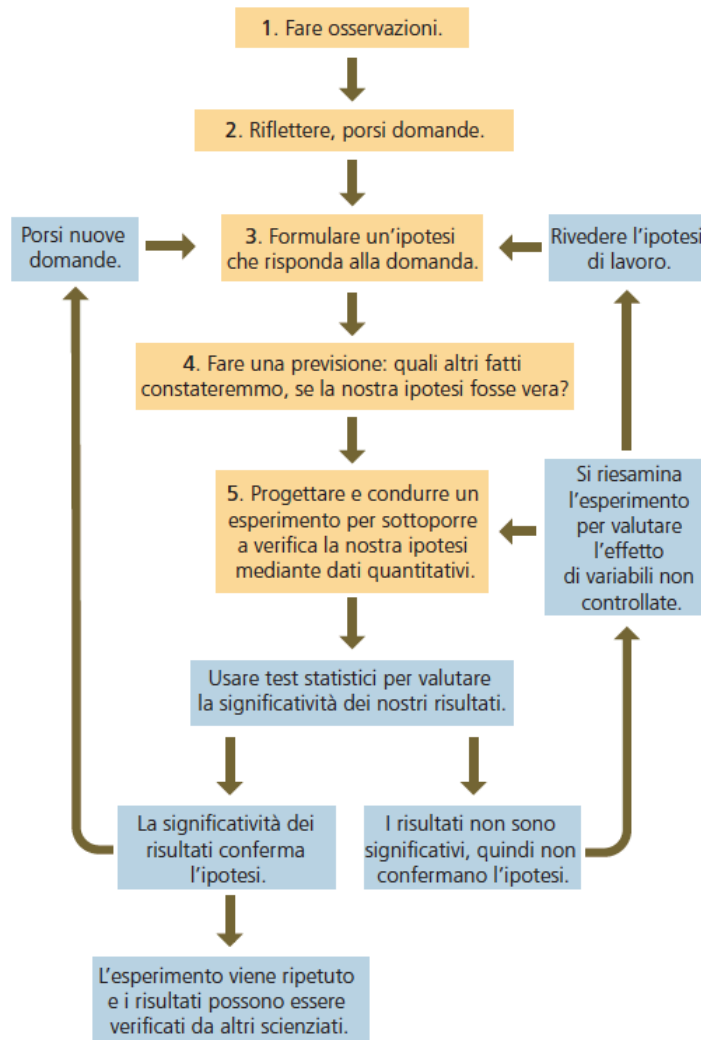 1. Fare osservazioni.
2. Riflettere, porsi domande.
Porsi nuove
domande.
3. Formulare un'ipotesi
che risponda alla domanda.
Rivedere l'ipotesi
di lavoro.
4. Fare una previsione: quali altri fatti
constateremmo, se la nostra ipotesi fosse vera?
5. Progettare e condurre un
esperimento per sottoporre
a verifica la nostra ipotesi
mediante dati quantitativi.
Si riesamina
l'esperimento
per valutare
l'effetto
di variabili non
controllate.
Usare test statistici per valutare
la significatività dei nostri risultati.
La significatività dei
risultati conferma
l'ipotesi.
I risultati non sono
significativi, quindi non
confermano l'ipotesi.
L'esperimento viene ripetuto
e i risultati possono essere
verificati da altri scienziati.